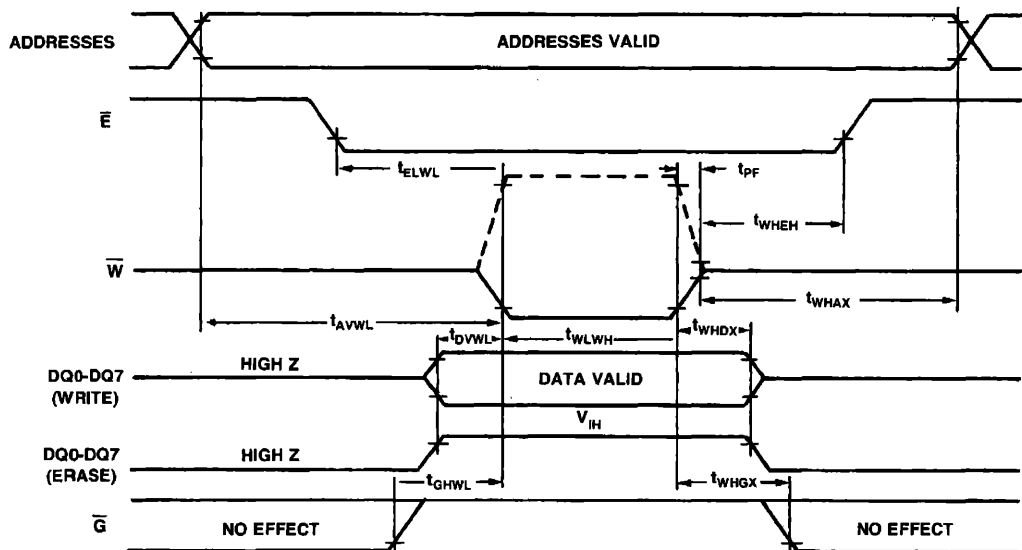 ADDRESSES
ADDRESSES VALID
E̅
tELWL
tPF
tWHEH
W̅
tWHAX
tAVWL
tDVWL
tWLWH
tWHDX
DQ0-DQ7
(WRITE)
HIGH Z
DATA VALID
VIH
DQ0-DQ7
(ERASE)
HIGH Z
tGHWL
tWHGX
G̅
NO EFFECT
NO EFFECT